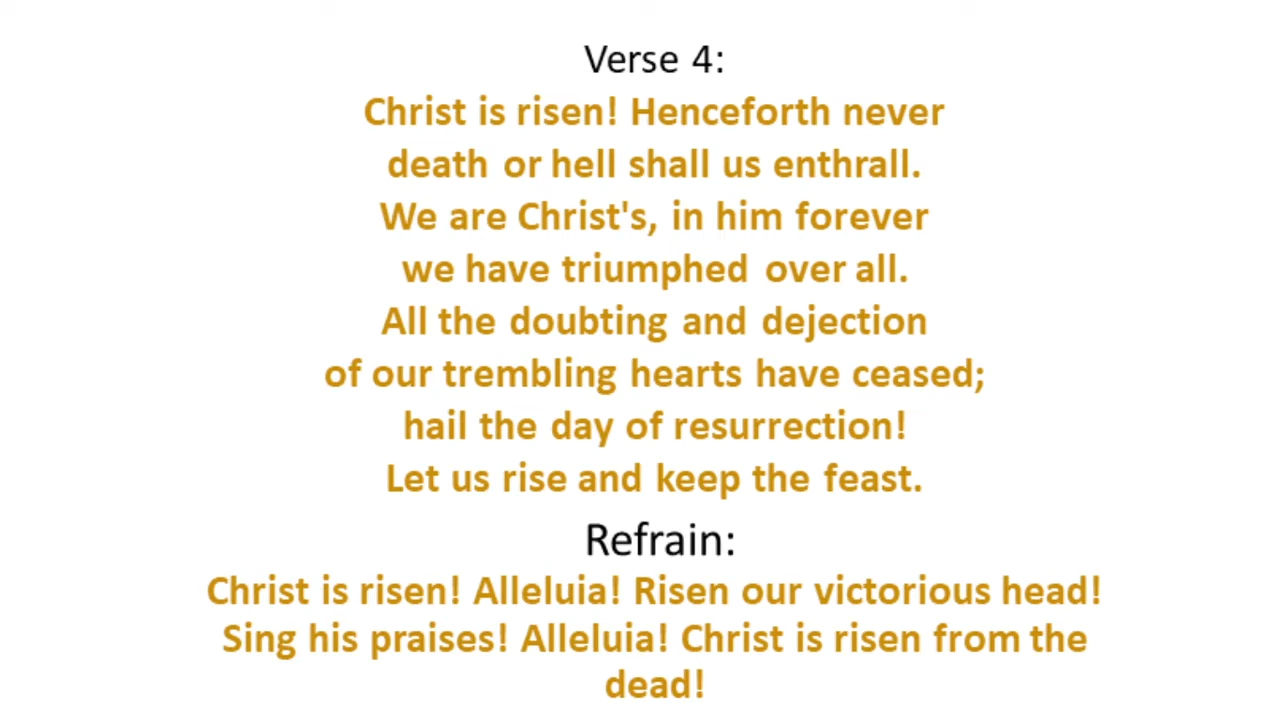 Verse 4:
Christ is risen! Henceforth never
death or hell shall us enthrall.
We are Christ's, in him forever
we have triumphed over all.
All the doubting and dejection
of our trembling hearts have ceased;
hail the day of resurrection!
Let us rise and keep the feast.
Refrain:
Christ is risen! Alleluia! Risen our victorious head!
Sing his praises! Alleluia! Christ is risen from the
dead!